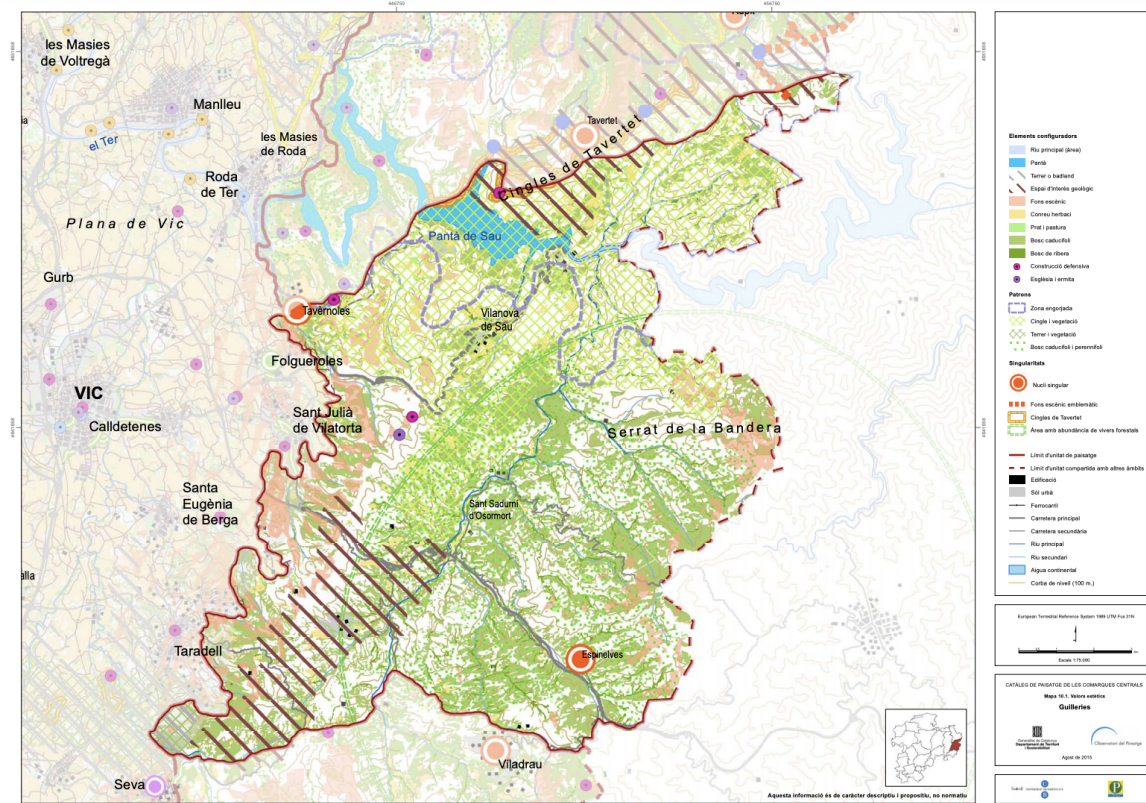 466750
456750
4651858
4651858
4641858
4641858
les Masies
de Voltregà
Manlleu
el Ter
les Masies
de Roda
Roda
de Ter
Plana de Vic
Gurb
Tavertet
Cingles de Tavertet
Pantà de Sau
Tavèrnoles
Vilanova
de Sau
Folgueroles
VIC
Calldetenes
Sant Julià
de Vilatorta
Serrat de la Bandera
Santa
Eugènia
de Berga
Sant Sadurní
d'Osormort
Taradell
Espinelves
Viladrau
Seva
Aquesta informació és de caràcter descriptiu i propositiu, no normatiu
Elements configuradors
Riu principal (àrea)
Pantà
Terrer o badland
Espai d'interès geològic
Fons escènic
Conreu herbaci
Prat i pastura
Bosc caducifoli
Bosc de ribera
Construcció defensiva
Església i ermita
Patrons
Zona engorjada
Cingle i vegetació
Terrer i vegetació
Bosc caducifoli i perennifoli
Singularitats
Nucli singular
Fons escènic emblemàtic
Cingles de Tavertet
Àrea amb abundància de vivers forestals
Límit d'unitat de paisatge
Límit d'unitat compartida amb altres àmbits
Edificació
Sòl urbà
Ferrocarril
Carretera principal
Carretera secundària
Riu principal
Riu secundari
Aigua continental
Corba de nivell (100 m.)
European Terrestrial Reference System 1989 UTM Fus 31N
Escala 1:75.000
CATÀLEG DE PAISATGE DE LES COMARQUES CENTRALS
Mapa 10.1. Valors estètics
Guilleries
Generalitat de Catalunya
Departament de Territori
i Sostenibilitat
Observatori del Paisatge